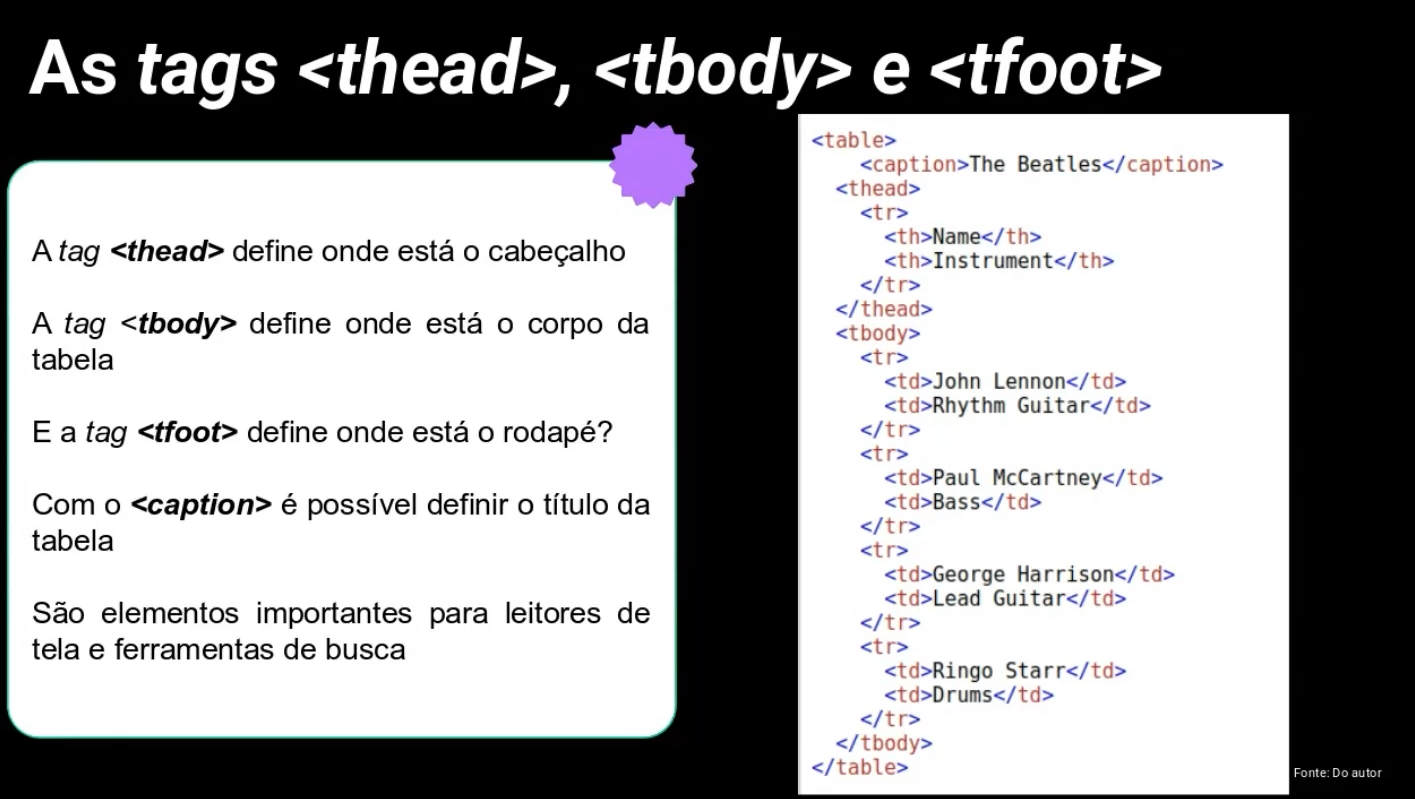 As tags <thead>, <tbody> e <tfoot>
A tag <thead> define onde está o cabeçalho
A tag <tbody> define onde está o corpo da
tabela
E a tag <tfoot> define onde está o rodapé?
Com o <caption> é possível definir o título da
tabela
São elementos importantes para leitores de
tela e ferramentas de busca
<table>
<caption>The Beatles</caption>
<thead>
<tr>
<th>Name</th>
<th>Instrument</th>
</tr>
</thead>
<tbody>
<tr>
<td>John Lennon</td>
<td>Rhythm Guitar</td>
</tr>
<tr>
<td>Paul McCartney</td>
<td>Bass</td>
</tr>
<tr>
<td>George Harrison</td>
<td>Lead Guitar</td>
</tr>
<tr>
<td>Ringo Starr</td>
<td>Drums</td>
</tr>
</tbody>
</table>
Fonte: Do autor